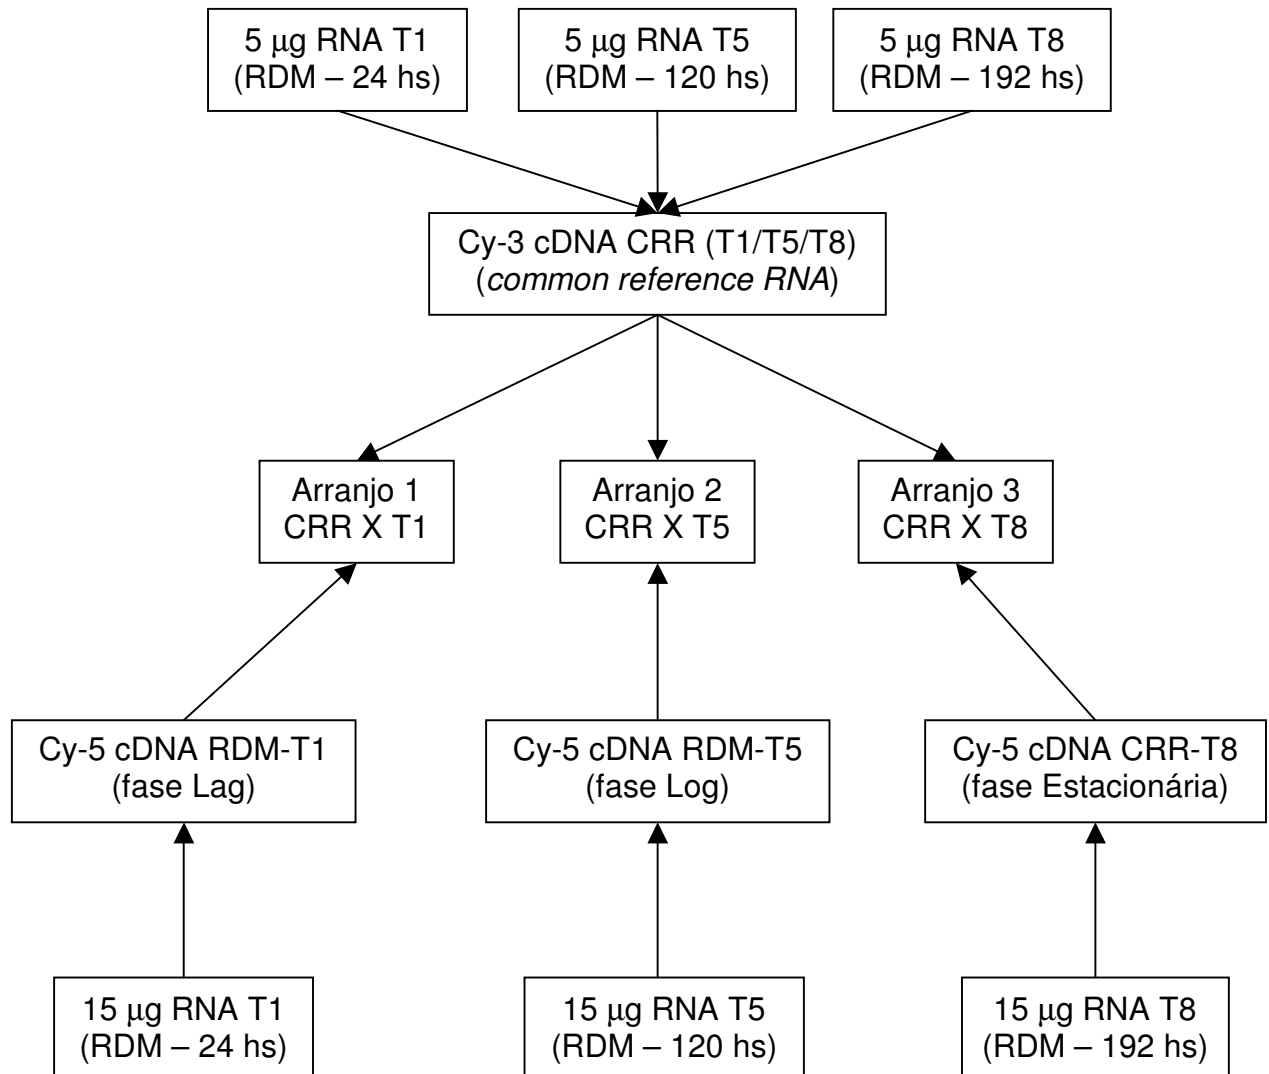 5 μg RNA T1
(RDM – 24 hs)
5 μg RNA T5
(RDM – 120 hs)
5 μg RNA T8
(RDM – 192 hs)
Cy-3 cDNA CRR (T1/T5/T8)
(common reference RNA)
Arranjo 1
CRR X T1
Arranjo 2
CRR X T5
Arranjo 3
CRR X T8
Cy-5 cDNA RDM-T1
(fase Lag)
Cy-5 cDNA RDM-T5
(fase Log)
Cy-5 cDNA CRR-T8
(fase Estacionária)
15 μg RNA T1
(RDM – 24 hs)
15 μg RNA T5
(RDM – 120 hs)
15 μg RNA T8
(RDM – 192 hs)